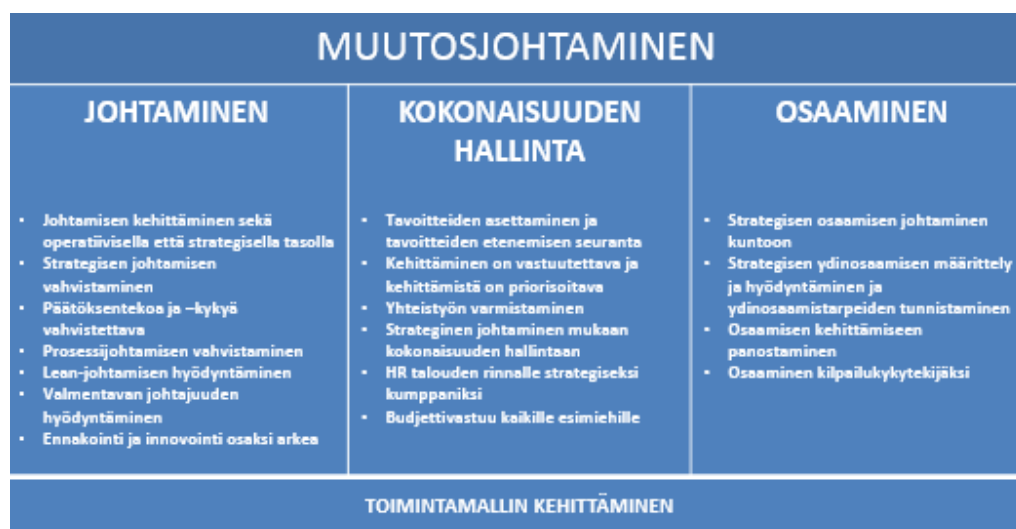 MUUTOSJOHTAMINEN
JOHTAMINEN
• Johtamisen kehittäminen sekä
operatiivisella että strategisella tasolla
• Strategisen johtamisen
vahvistaminen
• Päätöksentekoa ja –kykyä
vahvistettava
• Prosessijohtamisen vahvistaminen
• Lean-johtamisen hyödyntäminen
• Valmentavan johtajuuden
hyödyntäminen
• Ennakointi ja innovointi osaksi arkea
KOKONAISUUDEN
HALLINTA
• Tavoitteiden asettaminen ja
tavoitteiden etenemisen seuranta
• Kehittäminen on vastuutettava ja
kehittämistä on priorisoitava
• Yhteistyön varmistaminen
• Strateginen johtaminen mukaan
kokonaisuuden hallintaan
• HR talouden rinnalle strategiseksi
kumppaniksi
• Budjettivastuu kaikille esimiehille
OSAAMINEN
• Strategisen osaamisen johtaminen
kuntoon
• Strategisen ydinosaamisen määrittely
ja hyödyntäminen ja
ydinosaamistarpeiden tunnistaminen
• Osaamisen kehittämiseen
panostaminen
• Osaaminen kilpailukykytekijäksi
TOIMINTAMALLIN KEHITTÄMINEN